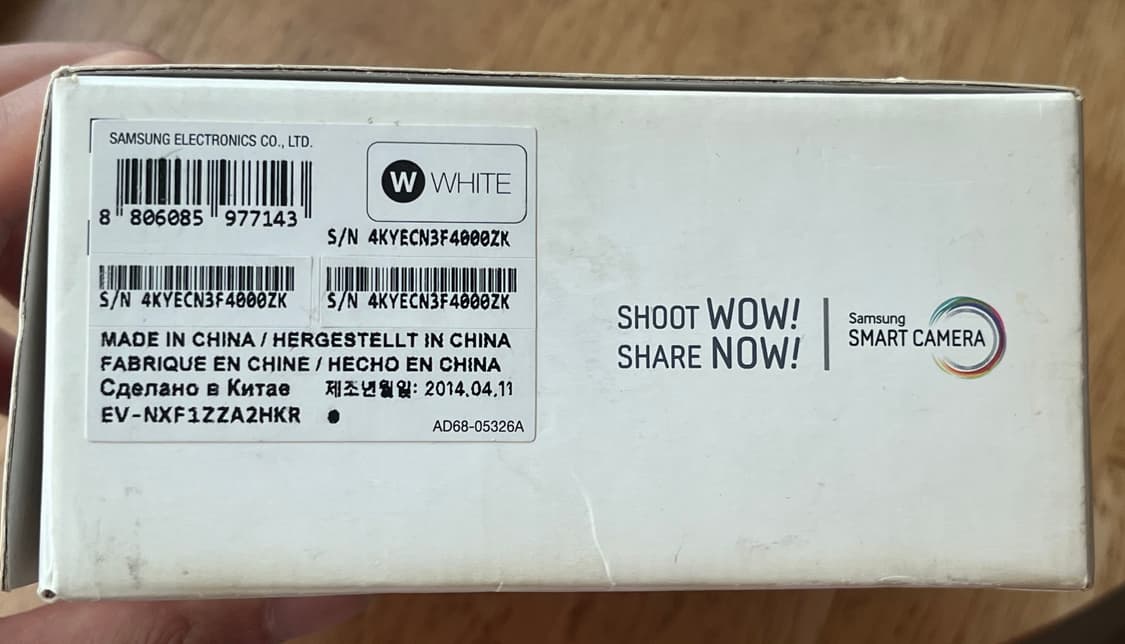 SAMSUNG ELECTRONICS CO., LTD.
8 806085 977143
W WHITE
S/N 4KYECN3F4000ZK
S/N 4KYECN3F4000ZK
S/N 4KYECN3F4000ZK
MADE IN CHINA / HERGESTELLT IN CHINA
FABRIQUE EN CHINE / HECHO EN CHINA
Сделано в Китае 제조년월일: 2014.04.11
EV-NXF1ZZA2HKR
AD68-05326A
SHOOT WOW!
SHARE NOW!
Samsung
SMART CAMERA